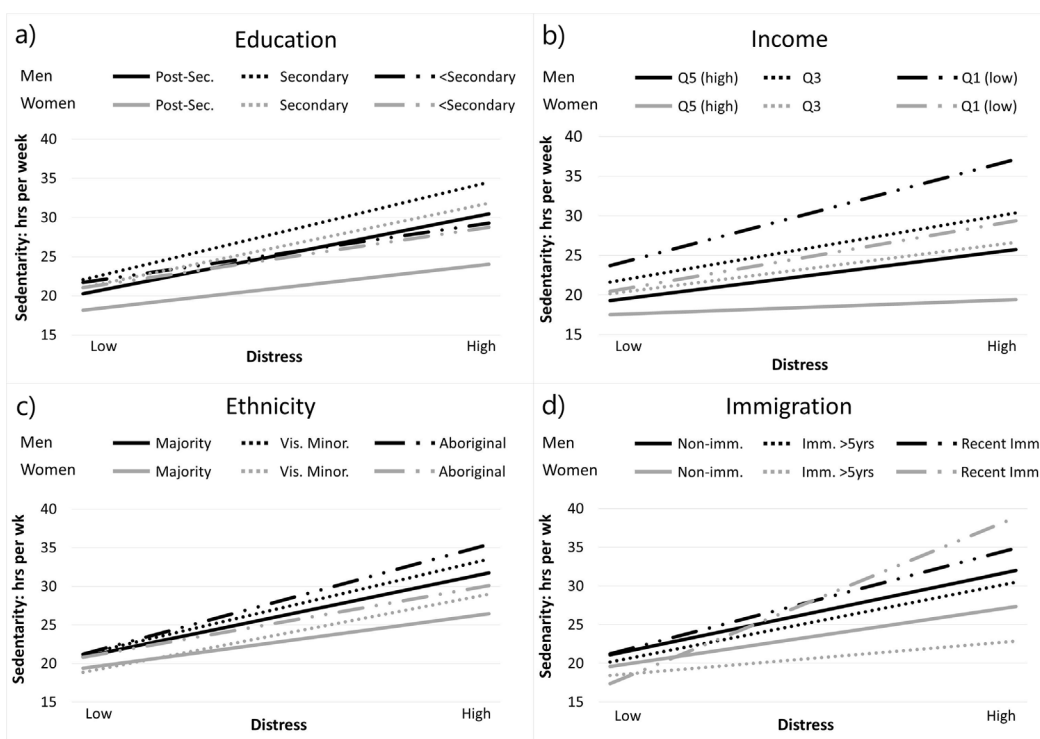 a)
Education
Men
Post-Sec.
Secondary
<Secondary
Women
Post-Sec.
Secondary
<Secondary
Sedentarity: hrs per week
40
35
30
25
20
15
Low
High
Distress
b)
Income
Men
Q5 (high)
Q3
Q1 (low)
Women
Q5 (high)
Q3
Q1 (low)
Sedentarity: hrs per week
40
35
30
25
20
15
Low
High
Distress
c)
Ethnicity
Men
Majority
Vis. Minor.
Aboriginal
Women
Majority
Vis. Minor.
Aboriginal
Sedentarity: hrs per wk
40
35
30
25
20
15
Low
High
Distress
d)
Immigration
Men
Non-imm.
Imm. >5yrs
Recent Imm
Women
Non-imm.
Imm. >5yrs
Recent Imm
Sedenarity: hrs per wk
40
35
30
25
20
15
Low
High
Distress